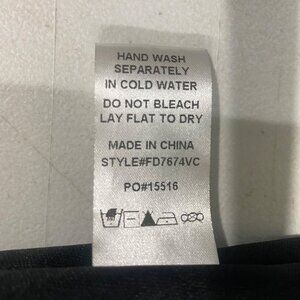 HAND WASH
SEPARATELY
IN COLD WATER
DO NOT BLEACH
LAY FLAT TO DRY
MADE IN CHINA
STYLE#FD7674VC
PO#15516